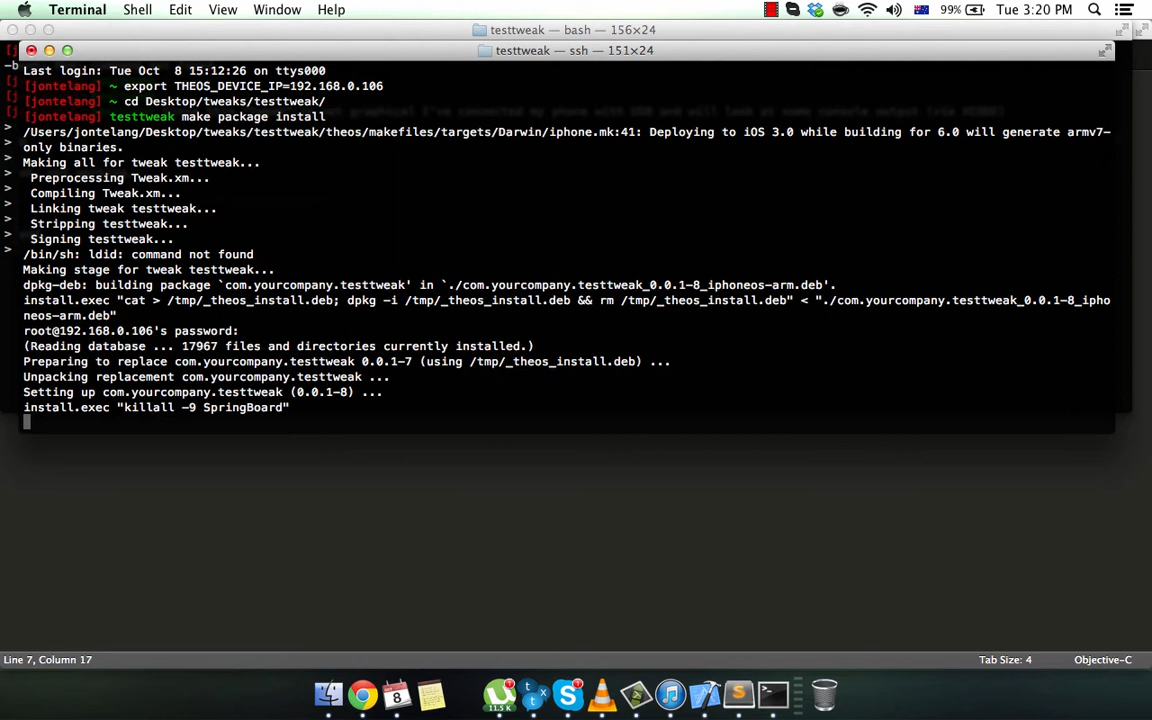 Terminal Shell Edit View Window Help 99% Tue 3:20 PM
testtweak — bash — 156×24
testtweak — ssh — 151×24
Last login: Tue Oct  8 15:12:26 on ttys000
[jontelang] ~ export THEOS_DEVICE_IP=192.168.0.106
[jontelang] ~ cd Desktop/tweaks/testtweak/
[jontelang] testtweak make package install
/Users/jontelang/Desktop/tweaks/testtweak/theos/makefiles/targets/Darwin/iphone.mk:41: Deploying to iOS 3.0 while building for 6.0 will generate armv7-
only binaries.
Making all for tweak testtweak...
Preprocessing Tweak.xm...
Compiling Tweak.xm...
Linking tweak testtweak...
Stripping testtweak...
Signing testtweak...
/bin/sh: ldid: command not found
Making stage for tweak testtweak...
dpkg-deb: building package `com.yourcompany.testtweak' in `./com.yourcompany.testtweak_0.0.1-8_iphoneos-arm.deb'.
install.exec "cat > /tmp/_theos_install.deb; dpkg -i /tmp/_theos_install.deb && rm /tmp/_theos_install.deb" < "./com.yourcompany.testtweak_0.0.1-8_ipho
neos-arm.deb"
root@192.168.0.106's password:
(Reading database ... 17967 files and directories currently installed.)
Preparing to replace com.yourcompany.testtweak 0.0.1-7 (using /tmp/_theos_install.deb) ...
Unpacking replacement com.yourcompany.testtweak ...
Setting up com.yourcompany.testtweak (0.0.1-8) ...
install.exec "killall -9 SpringBoard"
Line 7, Column 17 Tab Size: 4 Objective-C
11.5 K 8